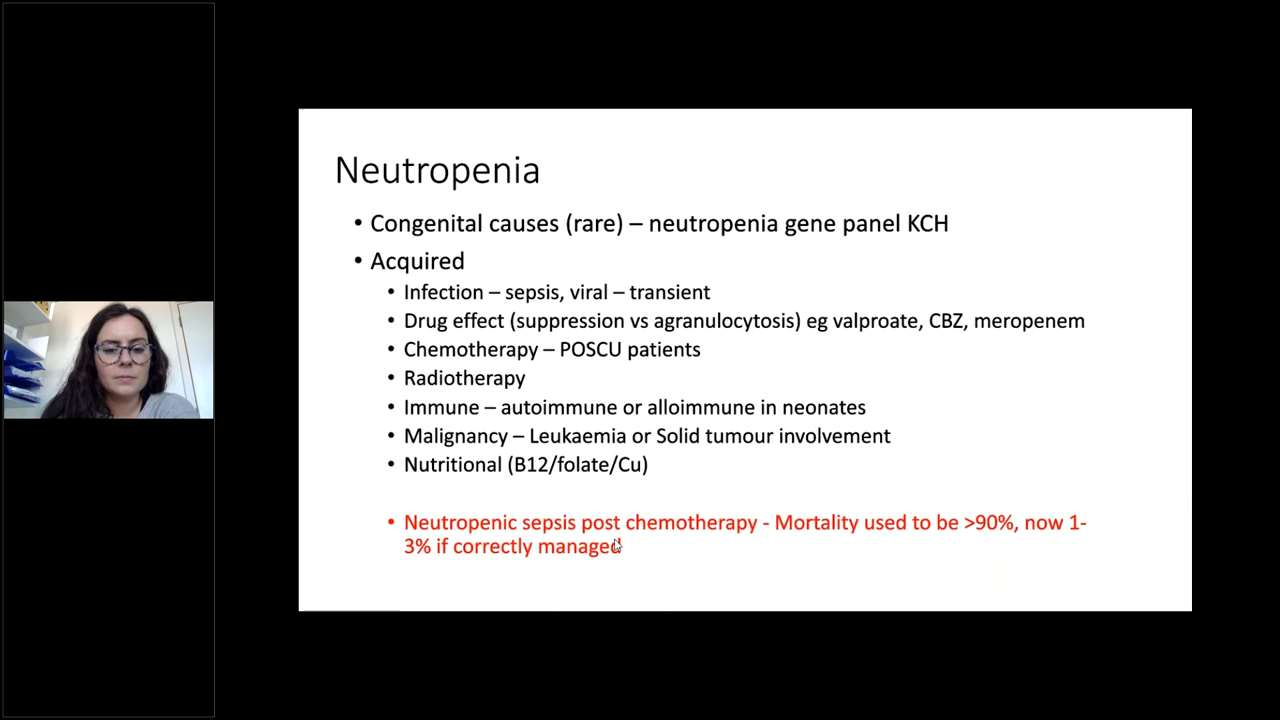 Neutropenia
• Congenital causes (rare) – neutropenia gene panel KCH
• Acquired
• Infection – sepsis, viral – transient
• Drug effect (suppression vs agranulocytosis) eg valproate, CBZ, meropenem
• Chemotherapy – POSCU patients
• Radiotherapy
• Immune – autoimmune or alloimmune in neonates
• Malignancy – Leukaemia or Solid tumour involvement
• Nutritional (B12/folate/Cu)
• Neutropenic sepsis post chemotherapy - Mortality used to be >90%, now 1-
3% if correctly managed